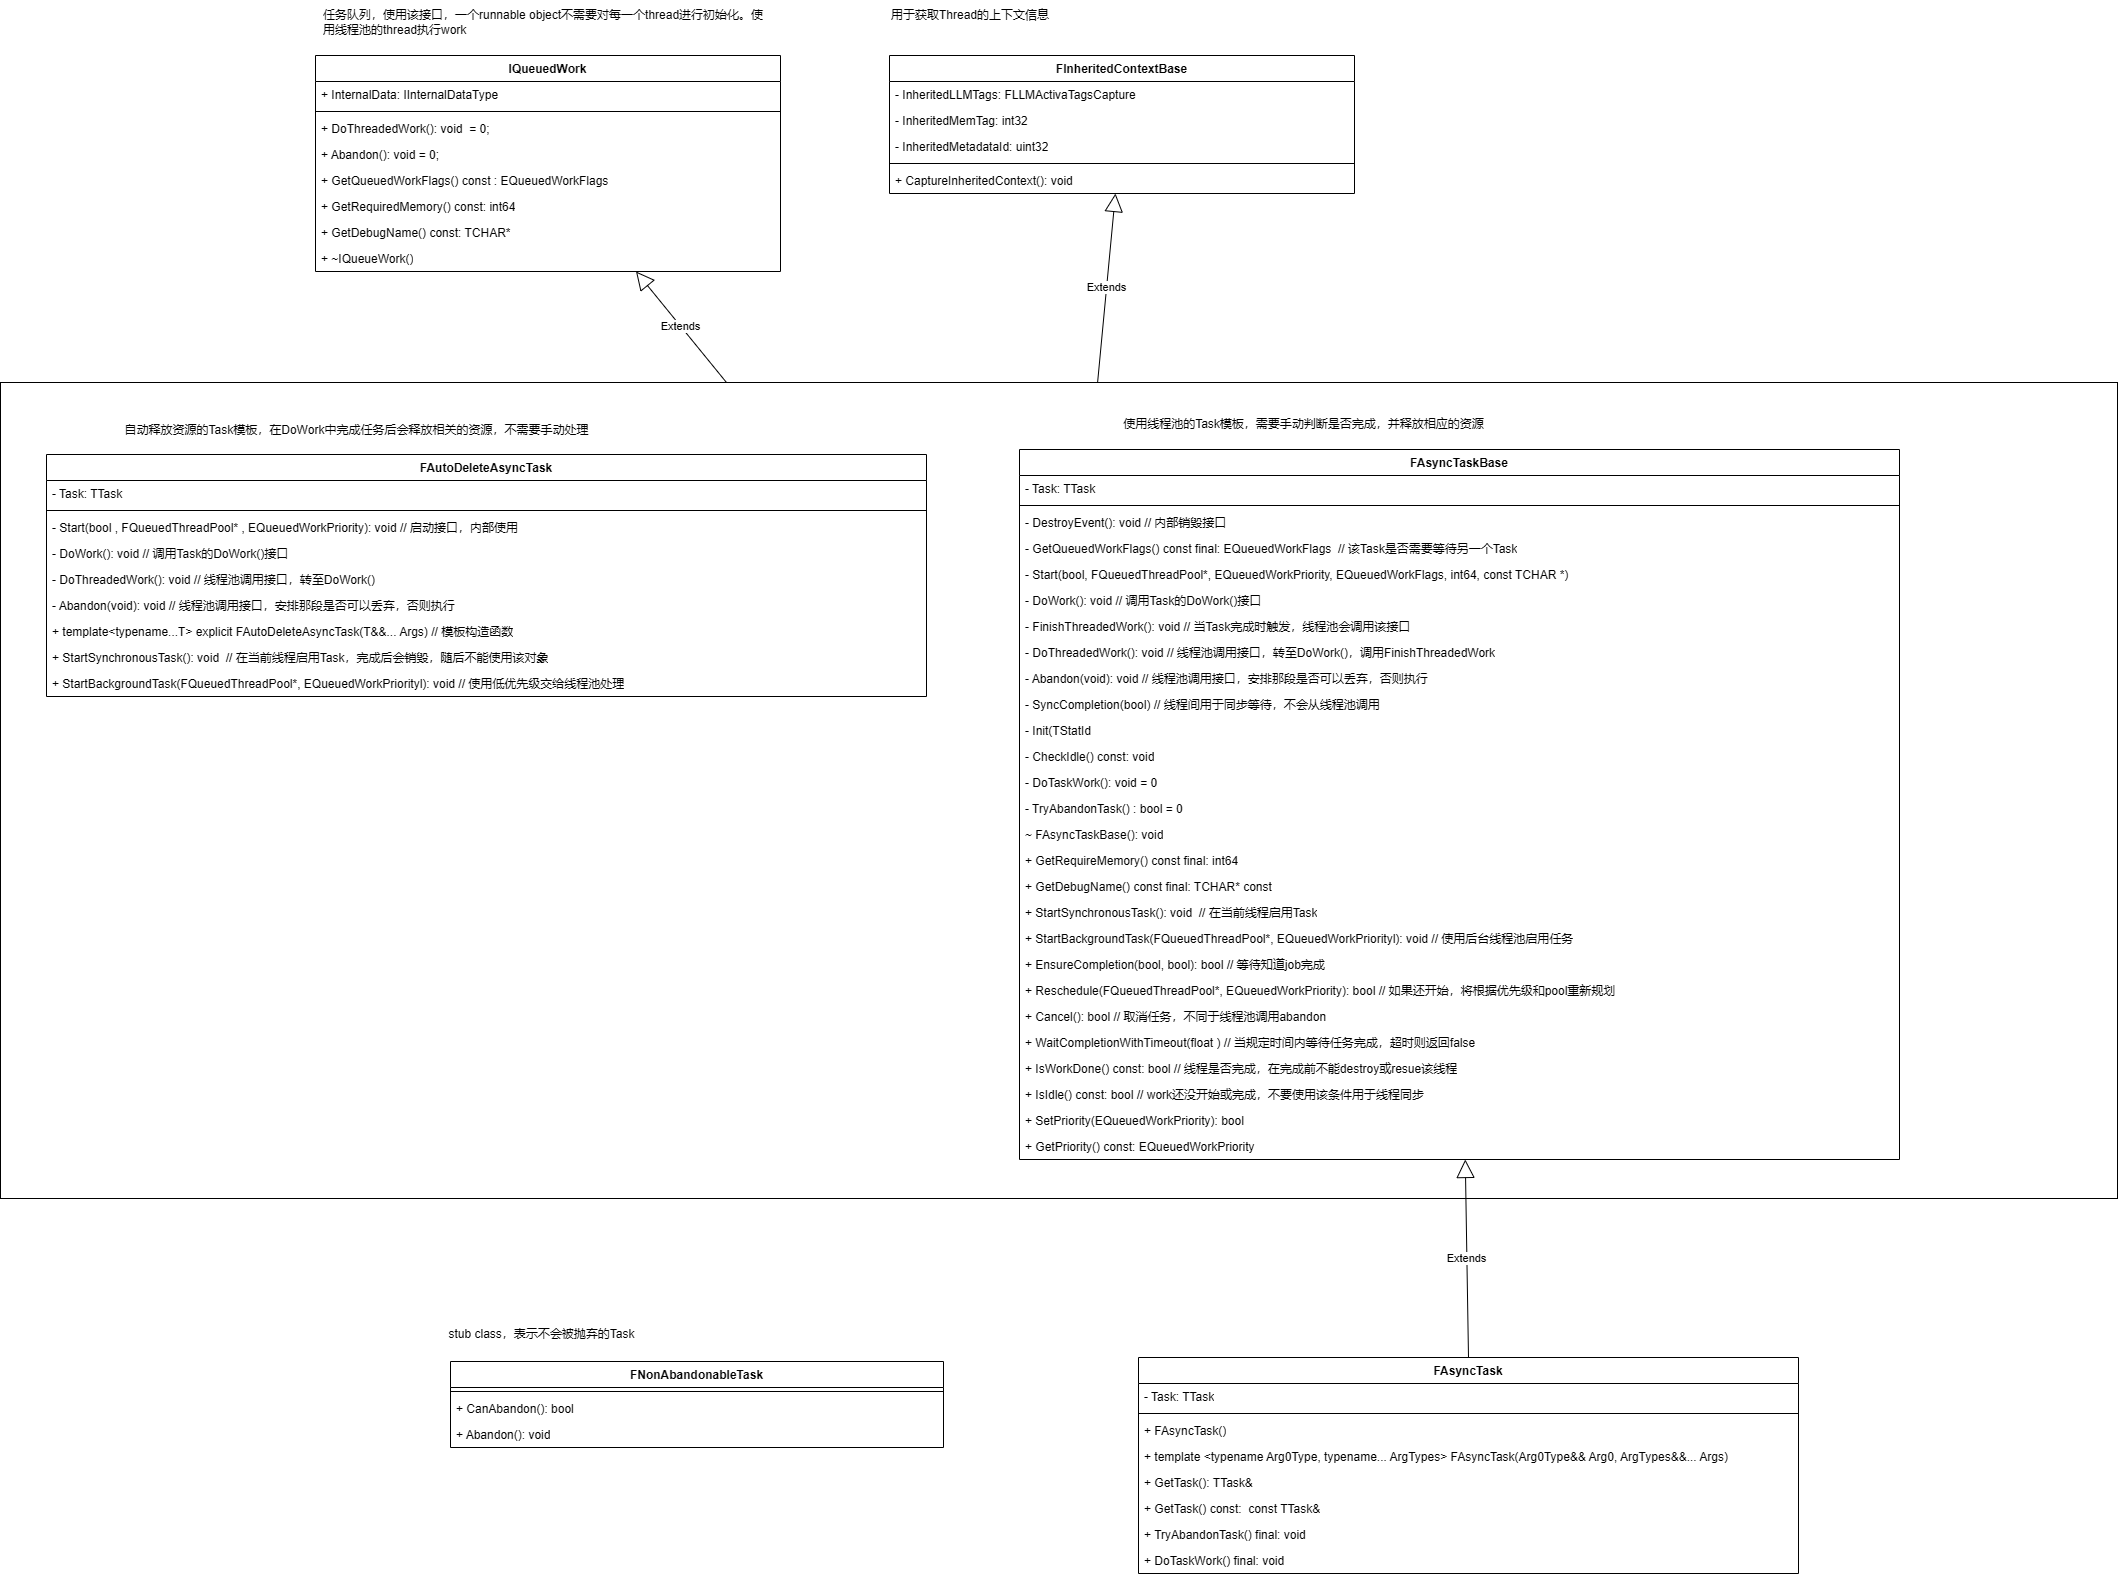 任务队列，使用该接口，一个runnable object不需要对每一个thread进行初始化。使
用线程池的thread执行work
IQueuedWork
+ InternalData: IInternalDataType
+ DoThreadedWork(): void  = 0;
+ Abandon(): void = 0;
+ GetQueuedWorkFlags() const : EQueuedWorkFlags
+ GetRequiredMemory() const: int64
+ GetDebugName() const: TCHAR*
+ ~IQueueWork()
用于获取Thread的上下文信息
FInheritedContextBase
- InheritedLLMTags: FLLMActivaTagsCapture
- InheritedMemTag: int32
- InheritedMetadataId: uint32
+ CaptureInheritedContext(): void
Extends
Extends
自动释放资源的Task模板，在DoWork中完成任务后会释放相关的资源，不需要手动处理
FAutoDeleteAsyncTask
- Task: TTask
- Start(bool , FQueuedThreadPool* , EQueuedWorkPriority): void // 启动接口，内部使用
- DoWork(): void // 调用Task的DoWork()接口
- DoThreadedWork(): void // 线程池调用接口，转至DoWork()
- Abandon(void): void // 线程池调用接口，安排那段是否可以丢弃，否则执行
+ template<typename...T> explicit FAutoDeleteAsyncTask(T&&... Args) // 模板构造函数
+ StartSynchronousTask(): void  // 在当前线程启用Task，完成后会销毁，随后不能使用该对象
+ StartBackgroundTask(FQueuedThreadPool*, EQueuedWorkPriorityl): void // 使用低优先级交给线程池处理
使用线程池的Task模板，需要手动判断是否完成，并释放相应的资源
FAsyncTaskBase
- Task: TTask
- DestroyEvent(): void // 内部销毁接口
- GetQueuedWorkFlags() const final: EQueuedWorkFlags  // 该Task是否需要等待另一个Task
- Start(bool, FQueuedThreadPool*, EQueuedWorkPriority, EQueuedWorkFlags, int64, const TCHAR *)
- DoWork(): void // 调用Task的DoWork()接口
- FinishThreadedWork(): void // 当Task完成时触发，线程池会调用该接口
- DoThreadedWork(): void // 线程池调用接口，转至DoWork()，调用FinishThreadedWork
- Abandon(void): void // 线程池调用接口，安排那段是否可以丢弃，否则执行
- SyncCompletion(bool) // 线程间用于同步等待，不会从线程池调用
- Init(TStatId
- CheckIdle() const: void
- DoTaskWork(): void = 0
- TryAbandonTask() : bool = 0
~ FAsyncTaskBase(): void
+ GetRequireMemory() const final: int64
+ GetDebugName() const final: TCHAR* const
+ StartSynchronousTask(): void  // 在当前线程启用Task
+ StartBackgroundTask(FQueuedThreadPool*, EQueuedWorkPriorityl): void // 使用后台线程池启用任务
+ EnsureCompletion(bool, bool): bool // 等待知道job完成
+ Reschedule(FQueuedThreadPool*, EQueuedWorkPriority): bool // 如果还开始，将根据优先级和pool重新规划
+ Cancel(): bool // 取消任务，不同于线程池调用abandon
+ WaitCompletionWithTimeout(float ) // 当规定时间内等待任务完成，超时则返回false
+ IsWorkDone() const: bool // 线程是否完成，在完成前不能destroy或resue该线程
+ IsIdle() const: bool // work还没开始或完成，不要使用该条件用于线程同步
+ SetPriority(EQueuedWorkPriority): bool
+ GetPriority() const: EQueuedWorkPriority
Extends
stub class，表示不会被抛弃的Task
FNonAbandonableTask
+ CanAbandon(): bool
+ Abandon(): void
FAsyncTask
- Task: TTask
+ FAsyncTask()
+ template <typename Arg0Type, typename... ArgTypes> FAsyncTask(Arg0Type&& Arg0, ArgTypes&&... Args)
+ GetTask(): TTask&
+ GetTask() const:  const TTask&
+ TryAbandonTask() final: void
+ DoTaskWork() final: void